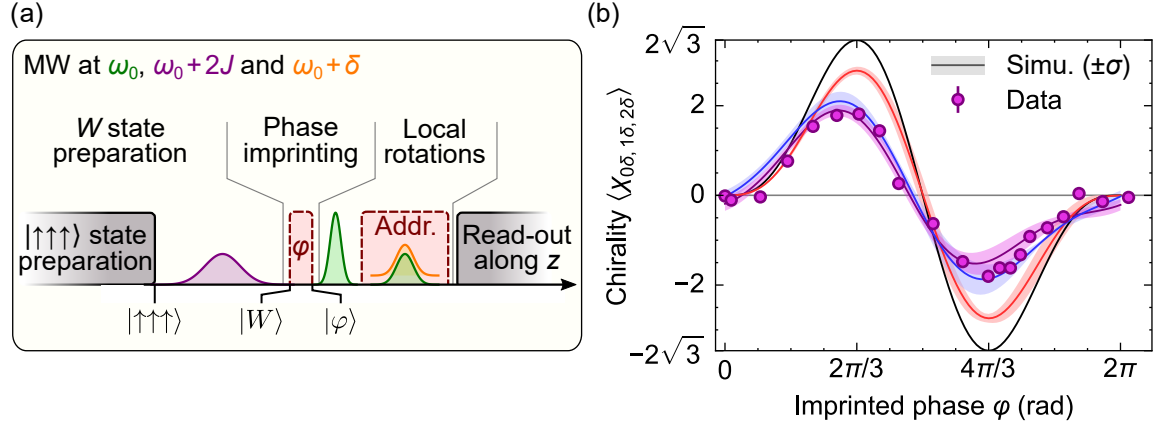 (a)
MW at ω₀, ω₀+2J and ω₀+δ
W state
preparation
Phase
imprinting
Local
rotations
|↑↑↑⟩ state
preparation
φ
Addr.
Read-out
along z
|↑↑↑⟩
|W⟩
|φ⟩
(b)
Chirality ⟨X₀δ,₁δ,₂δ⟩
2√3
2
0
−2
−2√3
Simu. (±σ)
Data
0
2π/3
4π/3
2π
Imprinted phase φ (rad)